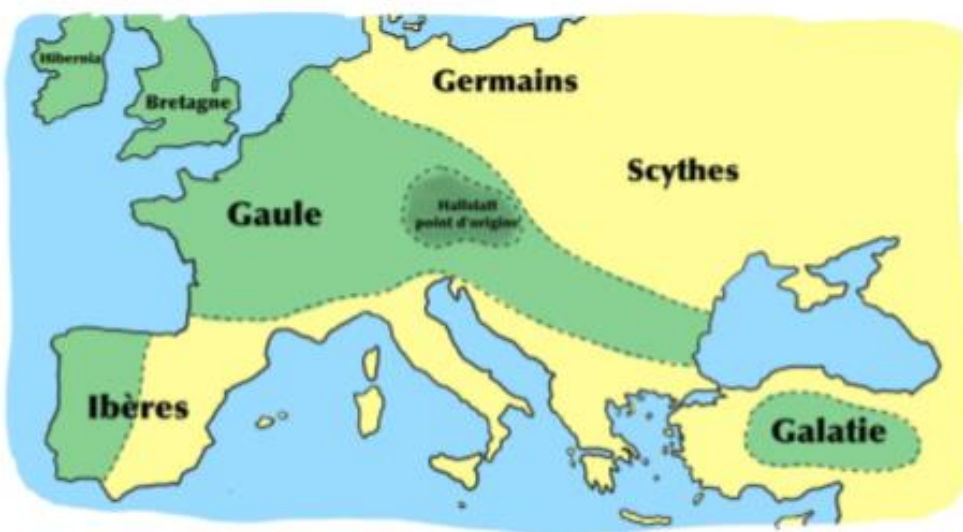 Hibernia
Bretagne
Germains
Scythes
Gaule
Hallstatt
point d'origine
Ibères
Galatie